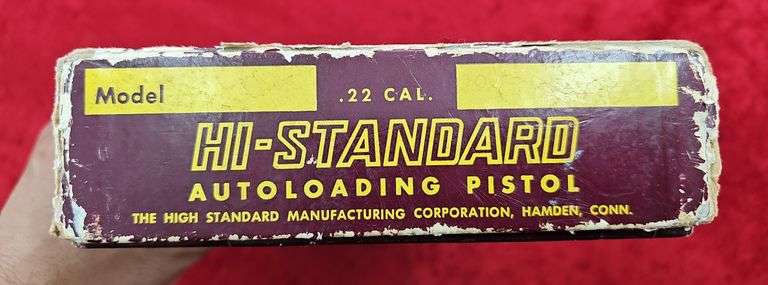 Model .22 CAL.
HI-STANDARD
AUTOLOADING PISTOL
THE HIGH STANDARD MANUFACTURING CORPORATION, HAMDEN, CONN.